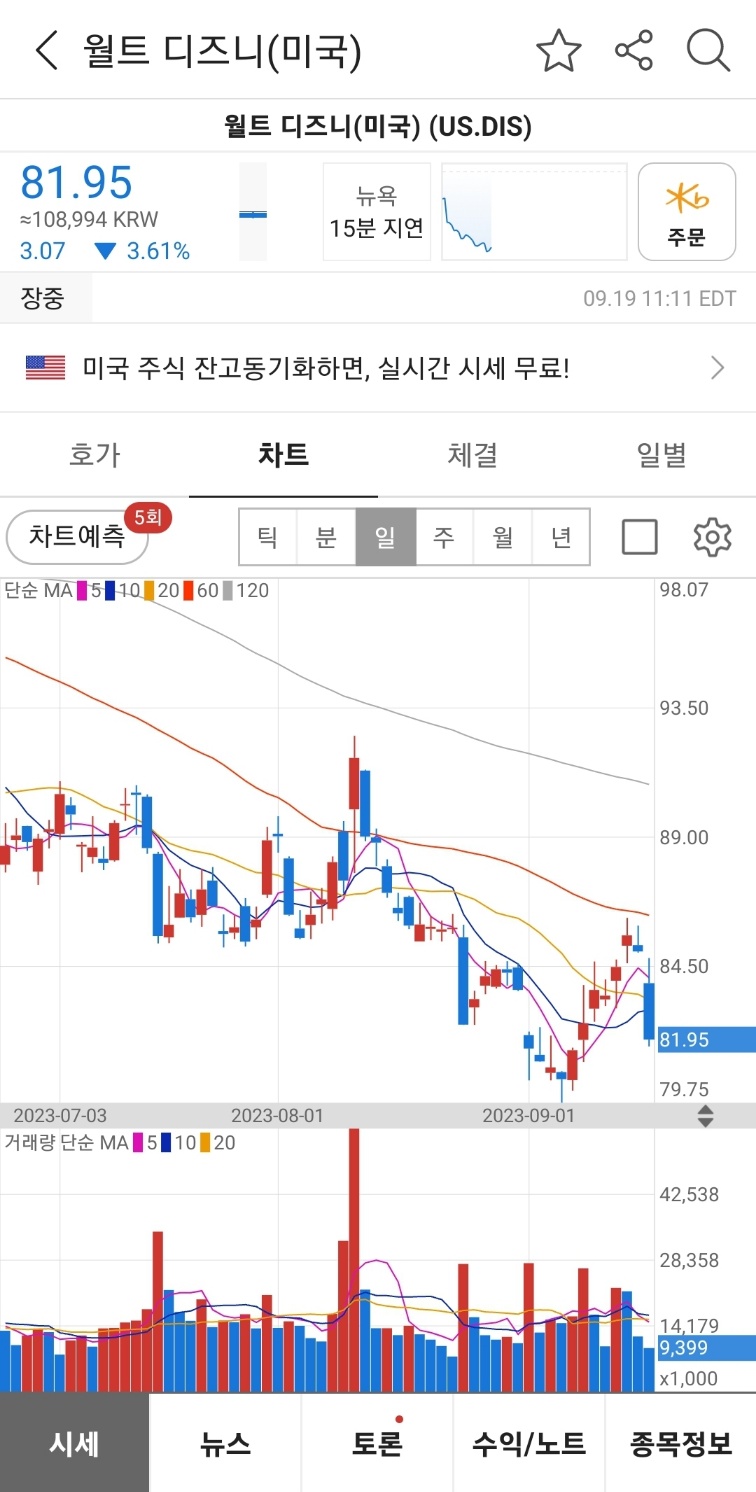 월트 디즈니(미국)
월트 디즈니(미국) (US.DIS)
81.95
≈108,994 KRW
3.07 ▼ 3.61%
뉴욕
15분 지연
주문
장중
09.19 11:11 EDT
미국 주식 잔고동기화하면, 실시간 시세 무료!
호가 차트 체결 일별
차트예측 5회
틱 분 일 주 월 년
단순 MA 5 10 20 60 120
98.07
93.50
89.00
84.50
81.95
79.75
2023-07-03 2023-08-01 2023-09-01
거래량 단순 MA 5 10 20
42,538
28,358
14,179
9,399
x1,000
시세 뉴스 토론 수익/노트 종목정보